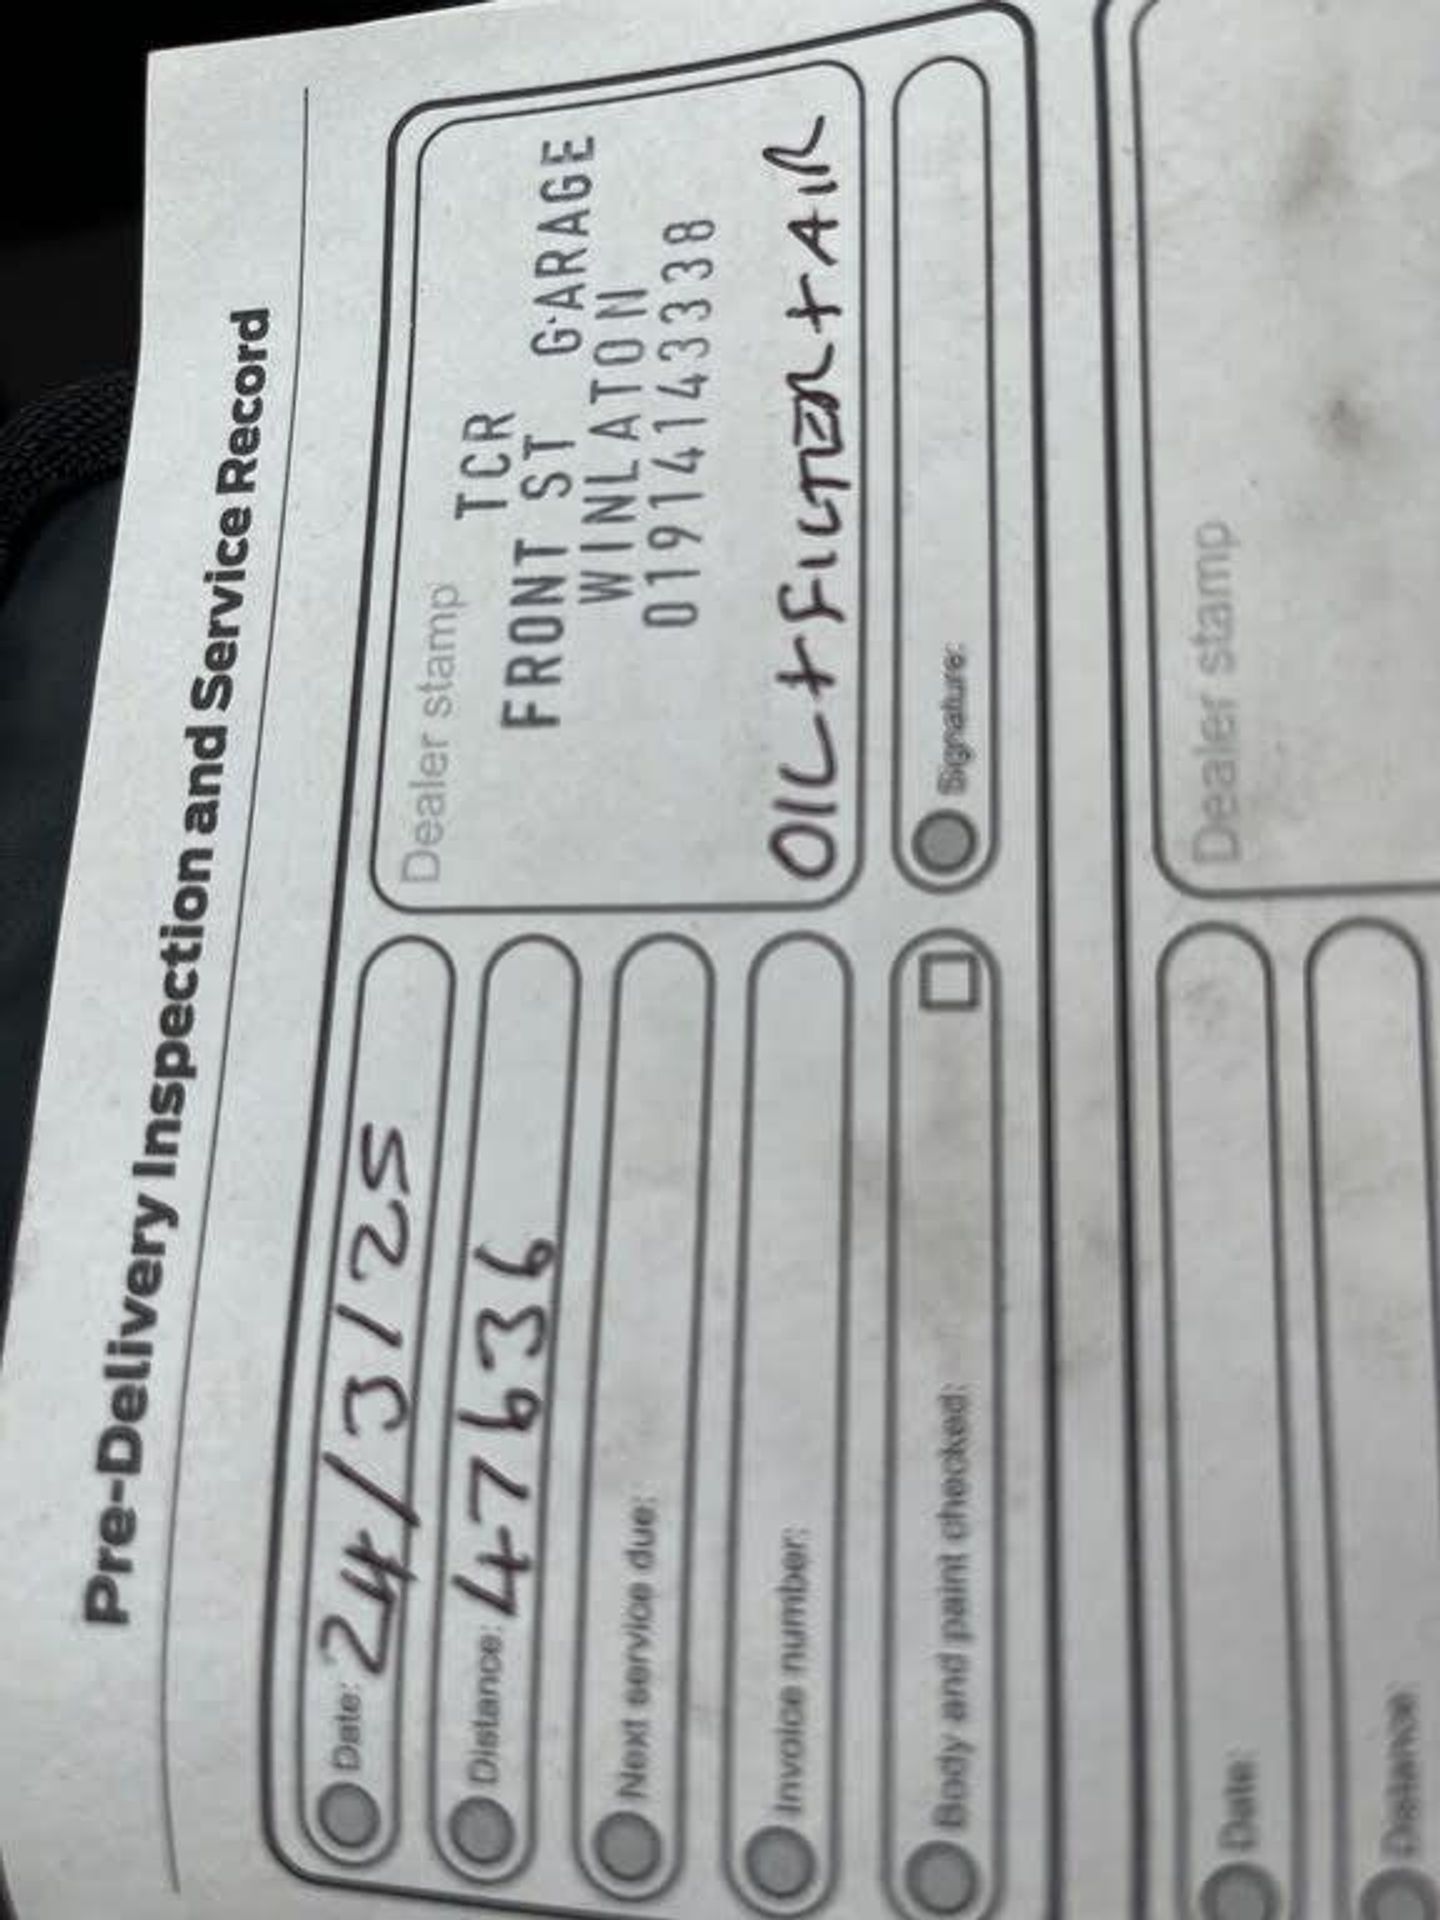 Pre-Delivery Inspection and Service Record
Date: 24/3/25
Distance: 47636
Next service due:
Invoice number:
Body and paint checked:
Dealer stamp
TCR
FRONT ST GARAGE
WINLATON
01914143338
OIL + FILTER + AIR
Signature:
Date:
Distance:
Dealer stamp